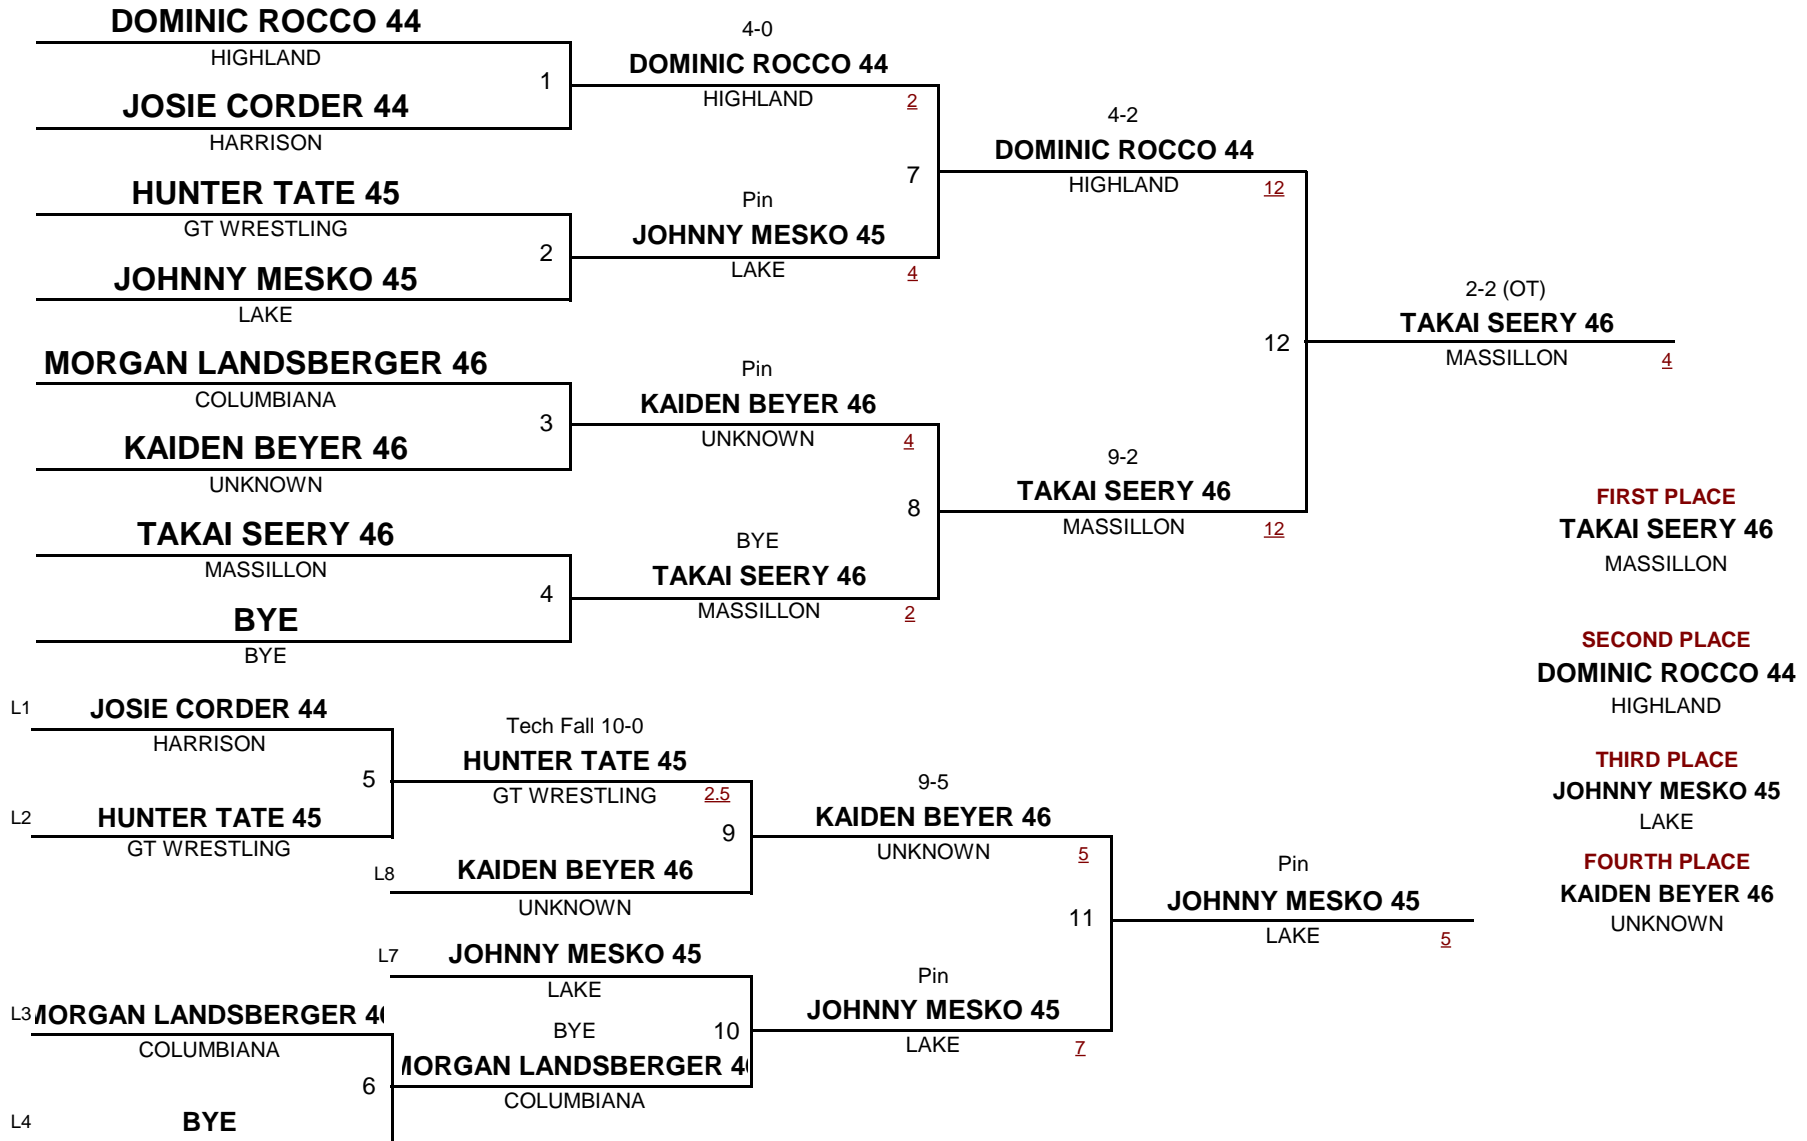 DOMINIC ROCCO 44
HIGHLAND
1
JOSIE CORDER 44
HARRISON
HUNTER TATE 45
GT WRESTLING
2
JOHNNY MESKO 45
LAKE
MORGAN LANDSBERGER 46
COLUMBIANA
3
KAIDEN BEYER 46
UNKNOWN
TAKAI SEERY 46
MASSILLON
4
BYE
BYE
4-0
DOMINIC ROCCO 44
HIGHLAND 2
7
Pin
JOHNNY MESKO 45
LAKE 4
Pin
KAIDEN BEYER 46
UNKNOWN 4
8
BYE
TAKAI SEERY 46
MASSILLON 2
4-2
DOMINIC ROCCO 44
HIGHLAND 12
12
9-2
TAKAI SEERY 46
MASSILLON 12
2-2 (OT)
TAKAI SEERY 46
MASSILLON 4
FIRST PLACE
TAKAI SEERY 46
MASSILLON
SECOND PLACE
DOMINIC ROCCO 44
HIGHLAND
THIRD PLACE
JOHNNY MESKO 45
LAKE
FOURTH PLACE
KAIDEN BEYER 46
UNKNOWN
L1 JOSIE CORDER 44
HARRISON
5
L2 HUNTER TATE 45
GT WRESTLING
L3 MORGAN LANDSBERGER 46
COLUMBIANA
6
L4 BYE
Tech Fall 10-0
HUNTER TATE 45
GT WRESTLING 2.5
9
L8 KAIDEN BEYER 46
UNKNOWN
L7 JOHNNY MESKO 45
LAKE
BYE 10
MORGAN LANDSBERGER 46
COLUMBIANA
9-5
KAIDEN BEYER 46
UNKNOWN 5
11
Pin
JOHNNY MESKO 45
LAKE 7
Pin
JOHNNY MESKO 45
LAKE 5